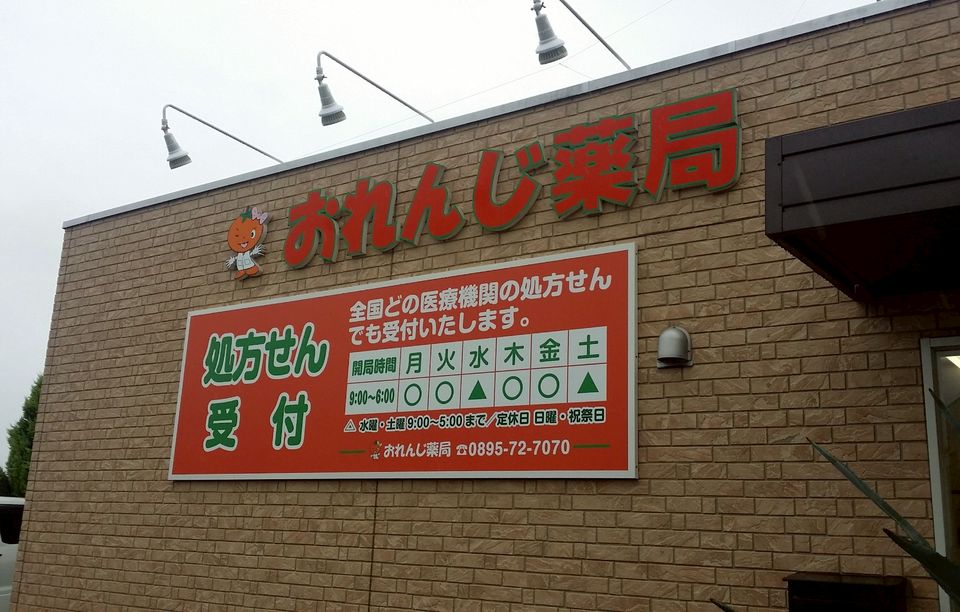 おれんじ薬局
処方せん
受付
全国どの医療機関の処方せん
でも受付いたします。
開局時間 月 火 水 木 金 土
9:00〜6:00 ○ ○ ▲ ○ ○ ▲
△ 水曜・土曜9:00〜5:00まで／定休日 日曜・祝祭日
おれんじ薬局 ☎0895-72-7070